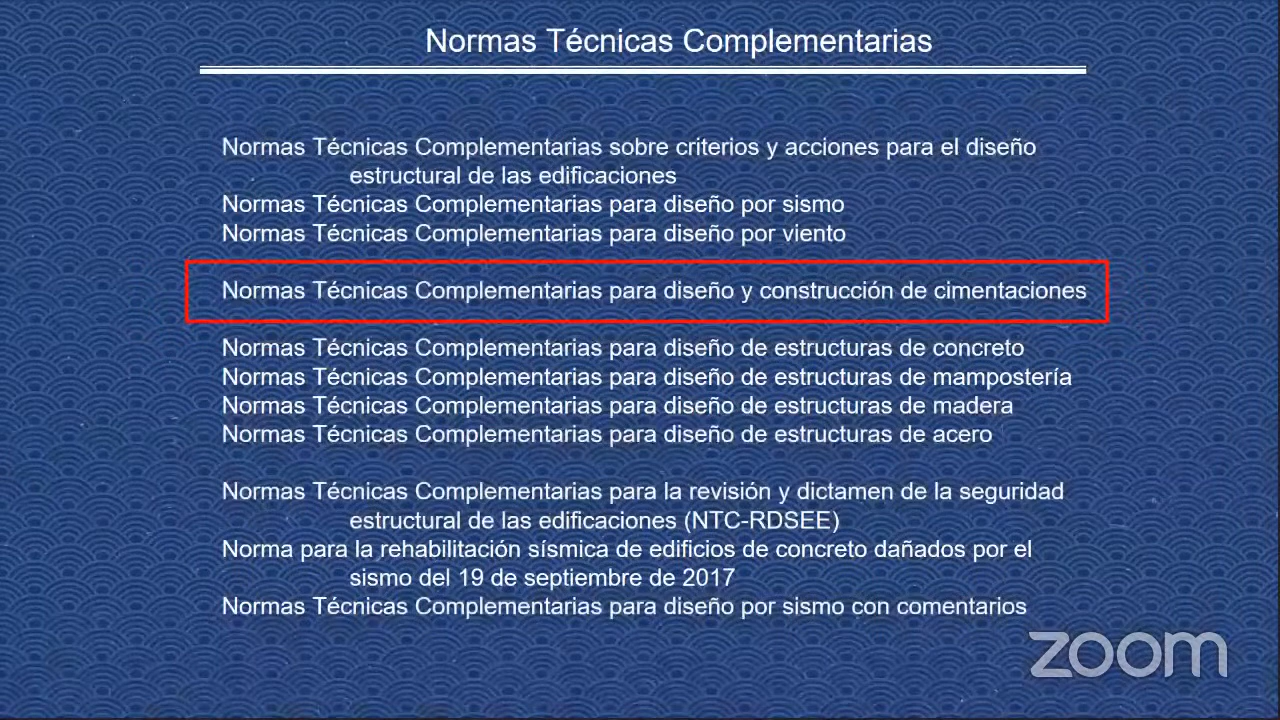 Normas Técnicas Complementarias
Normas Técnicas Complementarias sobre criterios y acciones para el diseño
estructural de las edificaciones
Normas Técnicas Complementarias para diseño por sismo
Normas Técnicas Complementarias para diseño por viento
Normas Técnicas Complementarias para diseño y construcción de cimentaciones
Normas Técnicas Complementarias para diseño de estructuras de concreto
Normas Técnicas Complementarias para diseño de estructuras de mampostería
Normas Técnicas Complementarias para diseño de estructuras de madera
Normas Técnicas Complementarias para diseño de estructuras de acero
Normas Técnicas Complementarias para la revisión y dictamen de la seguridad
estructural de las edificaciones (NTC-RDSEE)
Norma para la rehabilitación sísmica de edificios de concreto dañados por el
sismo del 19 de septiembre de 2017
Normas Técnicas Complementarias para diseño por sismo con comentarios
zoom